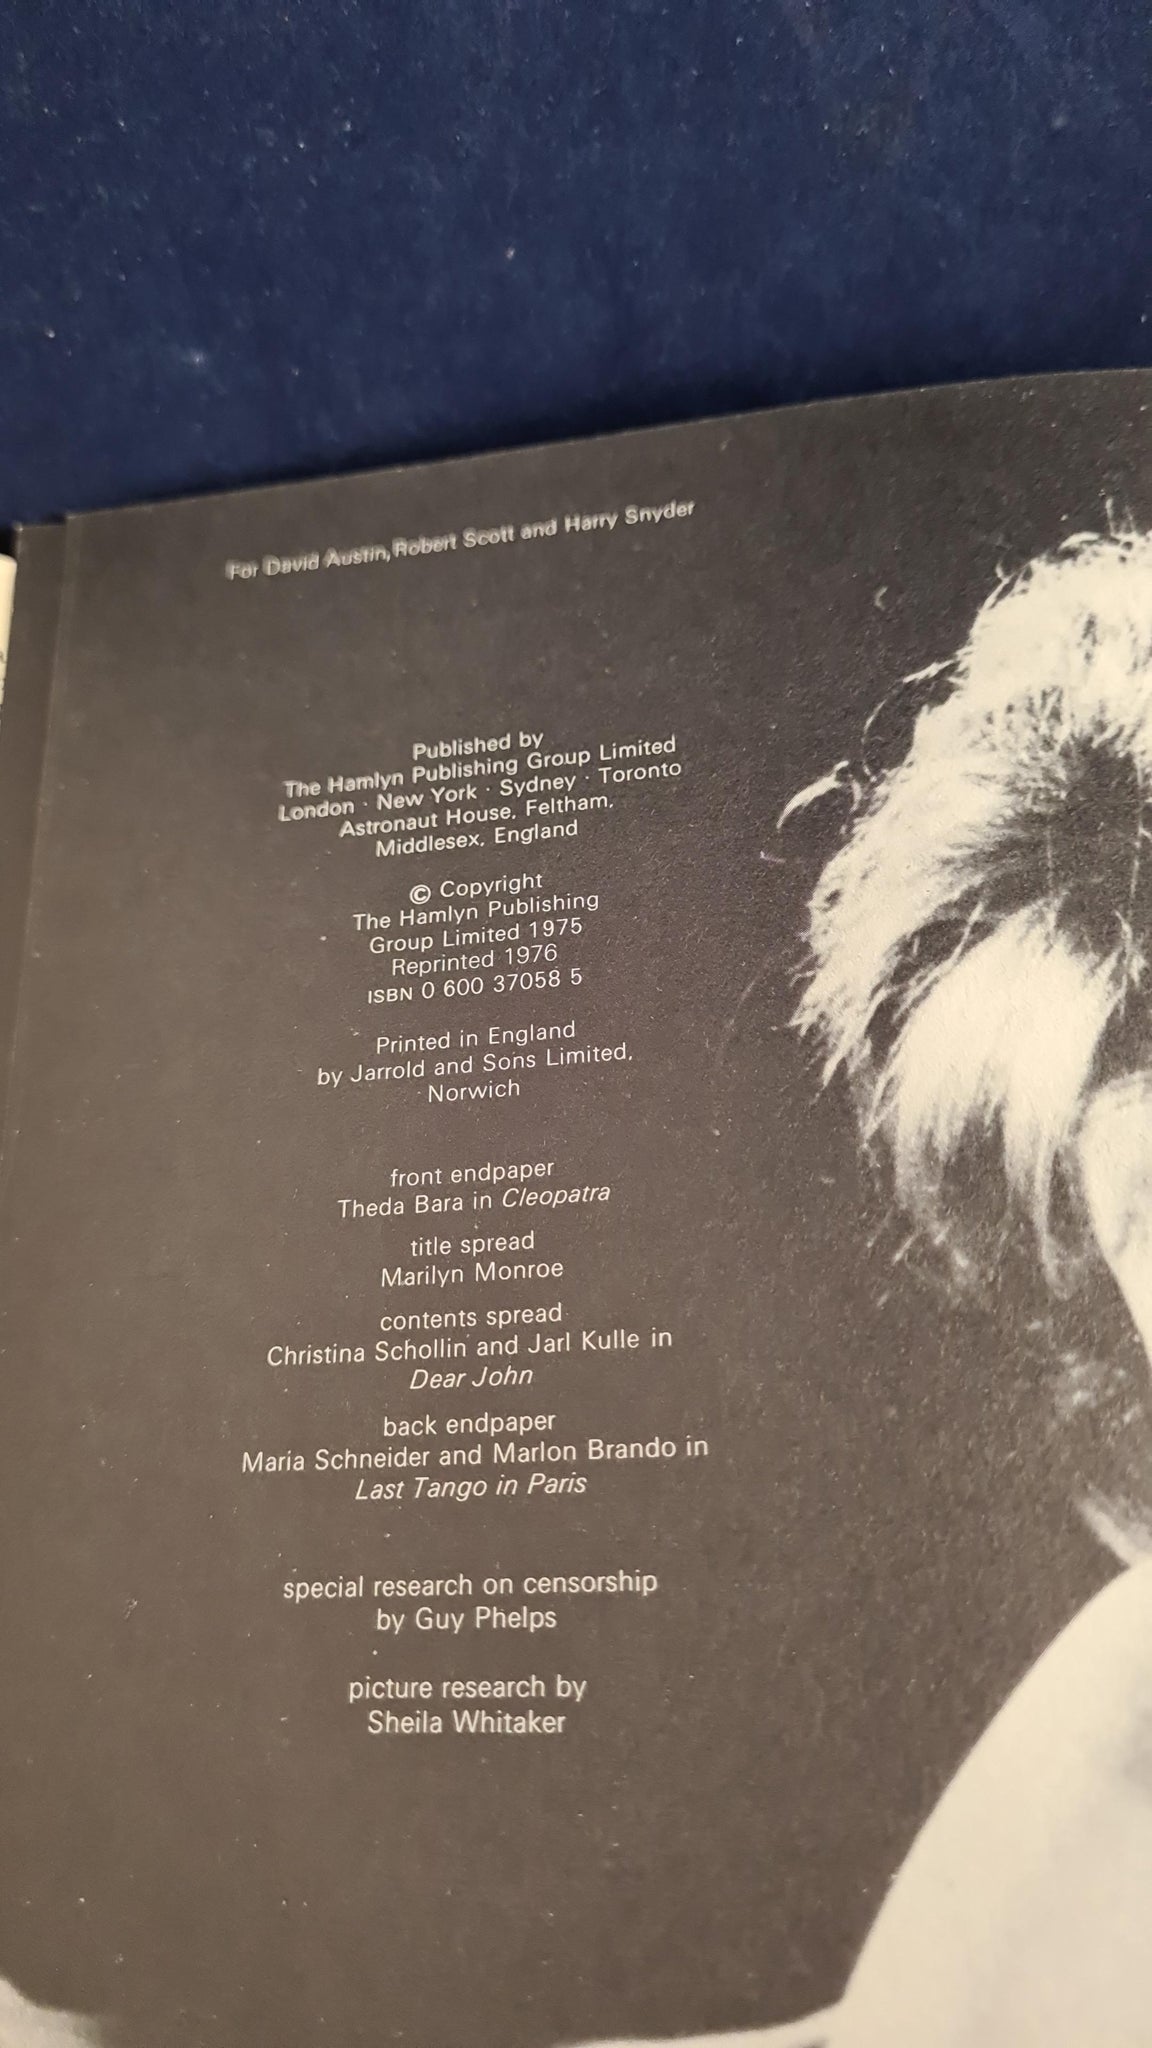 For David Austin, Robert Scott and Harry Snyder
Published by
The Hamlyn Publishing Group Limited
London · New York · Sydney · Toronto
Astronaut House, Feltham,
Middlesex, England
© Copyright
The Hamlyn Publishing
Group Limited 1975
Reprinted 1976
ISBN 0 600 37058 5
Printed in England
by Jarrold and Sons Limited,
Norwich
front endpaper
Theda Bara in Cleopatra
title spread
Marilyn Monroe
contents spread
Christina Schollin and Jarl Kulle in
Dear John
back endpaper
Maria Schneider and Marlon Brando in
Last Tango in Paris
special research on censorship
by Guy Phelps
picture research by
Sheila Whitaker